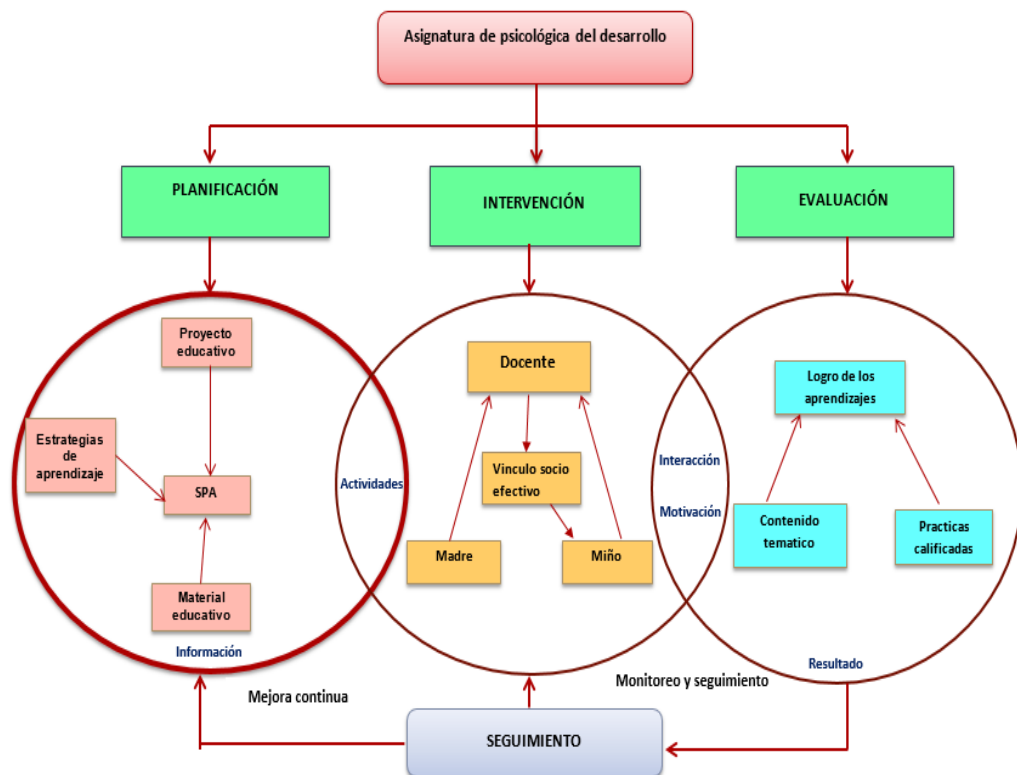 Asignatura de psicológica del desarrollo
PLANIFICACIÓN
INTERVENCIÓN
EVALUACIÓN
Proyecto
educativo
Estrategias
de
aprendizaje
SPA
Material
educativo
Información
Actividades
Docente
Vinculo socio
efectivo
Madre
Miño
Interacción
Motivación
Logro de los
aprendizajes
Contenido
tematico
Practicas
calificadas
Resultado
Mejora continua
Monitoreo y seguimiento
SEGUIMIENTO